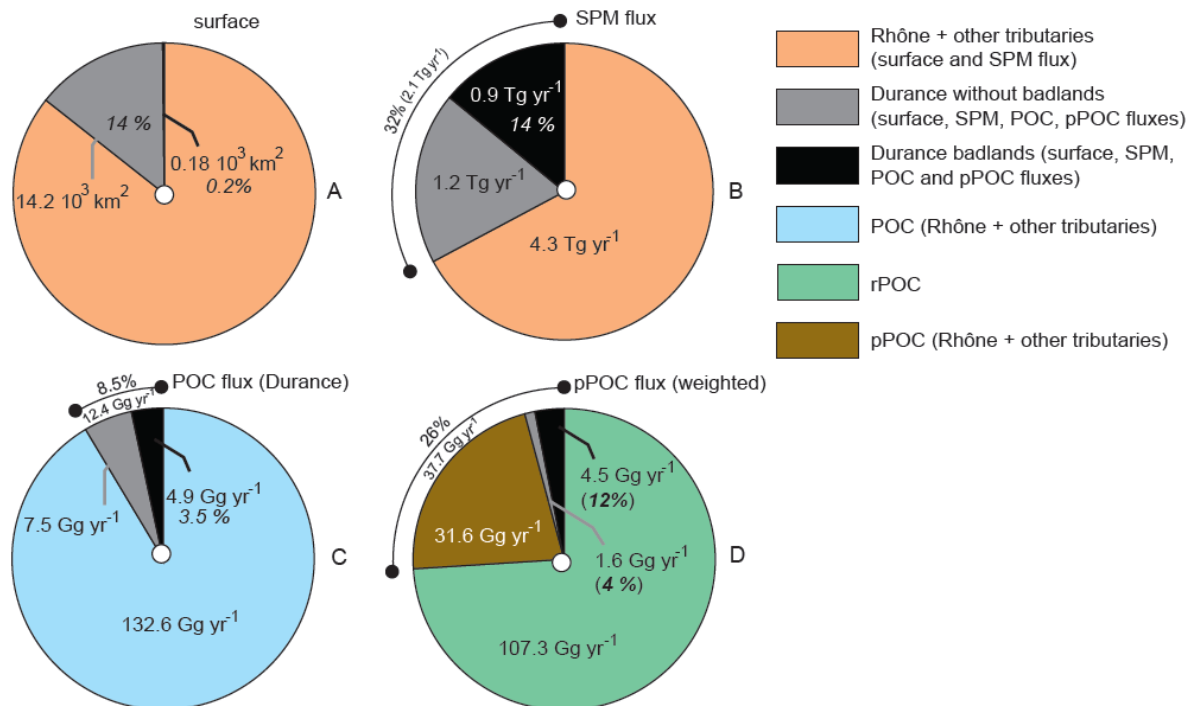 surface
14 %
0.18 10³ km²
0.2%
14.2 10³ km²
A
SPM flux
32% (2.1 Tg yr⁻¹)
0.9 Tg yr⁻¹
14 %
1.2 Tg yr⁻¹
4.3 Tg yr⁻¹
B
Rhône + other tributaries
(surface and SPM flux)
Durance without badlands
(surface, SPM, POC, pPOC fluxes)
Durance badlands (surface, SPM,
POC and pPOC fluxes)
POC (Rhône + other tributaries)
rPOC
pPOC (Rhône + other tributaries)
POC flux (Durance)
8.5%
12.4 Gg yr⁻¹
4.9 Gg yr⁻¹
3.5 %
7.5 Gg yr⁻¹
132.6 Gg yr⁻¹
C
pPOC flux (weighted)
26%
37.7 Gg yr⁻¹
4.5 Gg yr⁻¹
(12%)
31.6 Gg yr⁻¹
1.6 Gg yr⁻¹
(4 %)
107.3 Gg yr⁻¹
D